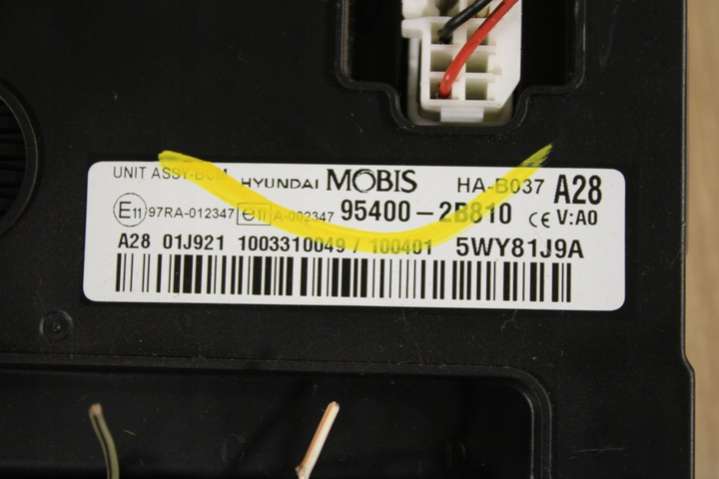 UNIT ASSY-BCM HYUNDAI MOBIS HA-B037 A28
E11 97RA-012347 e11 A-002347 95400-2B810 CE V:A0
A28 01J921 1003310049 / 100401 5WY81J9A